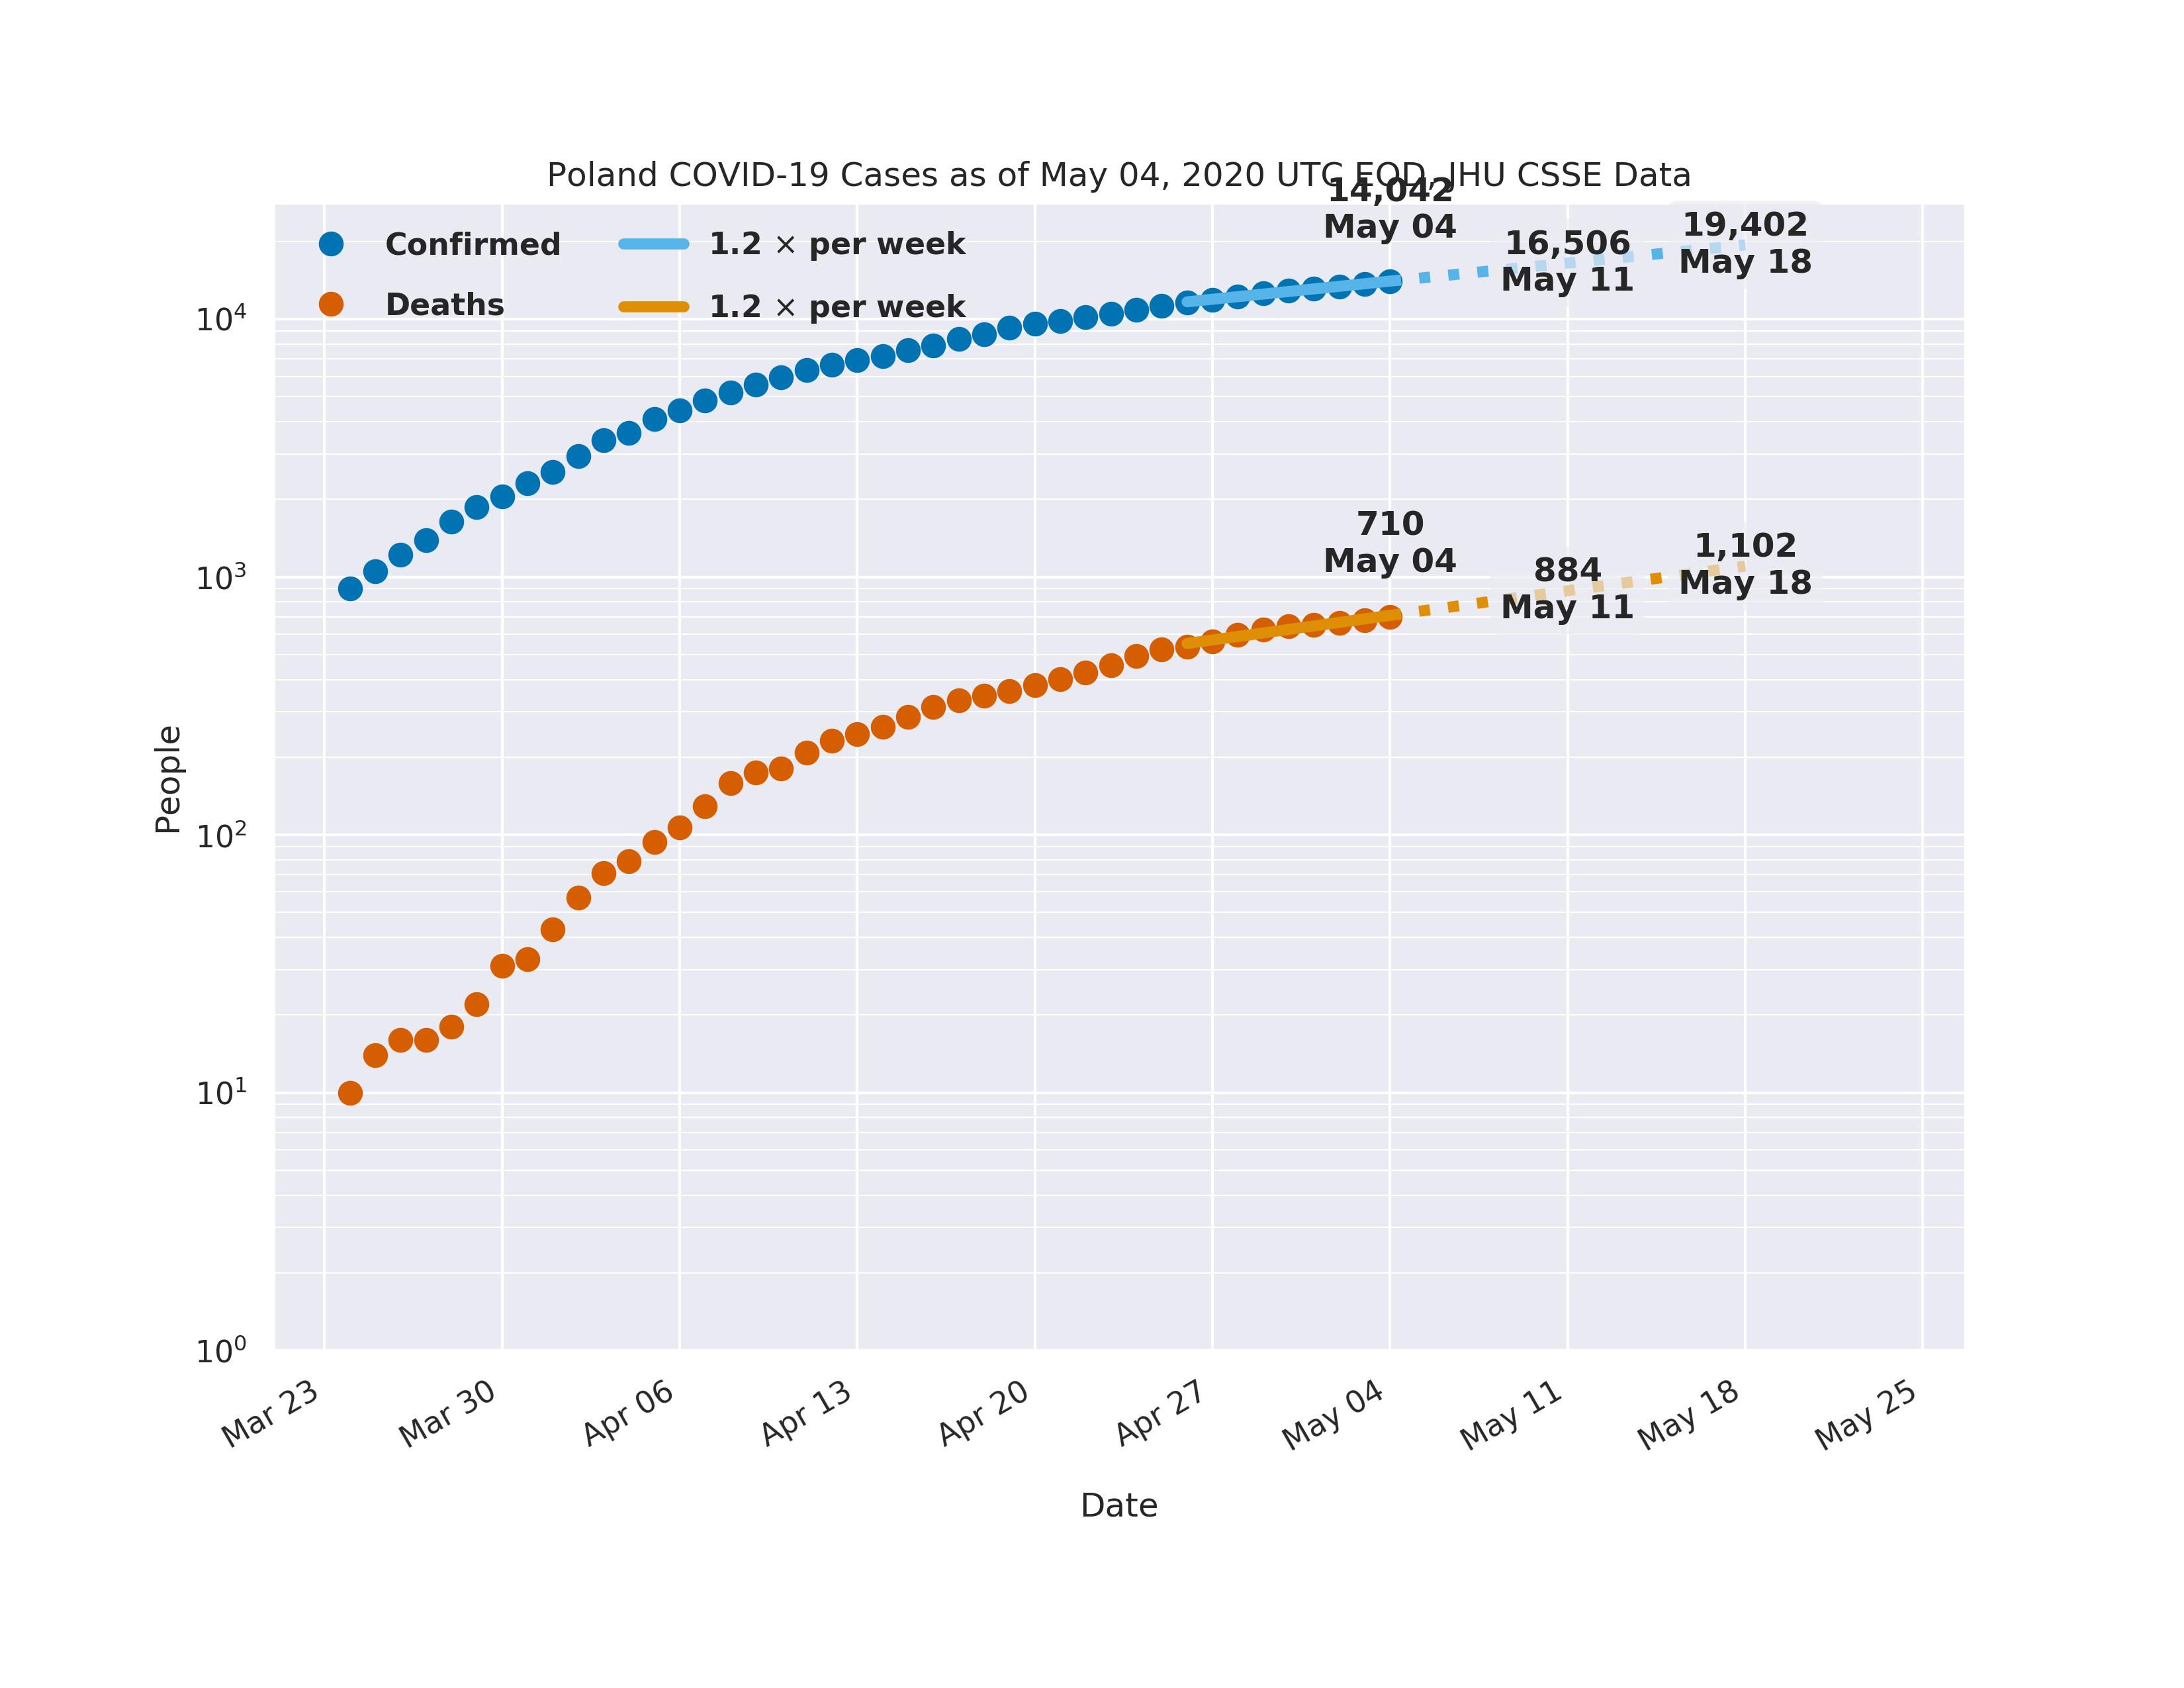 Poland COVID-19 Cases as of May 04, 2020 UTC EOD, JHU CSSE Data
Confirmed
Deaths
1.2 × per week
1.2 × per week
14,042
May 04
16,506
May 11
19,402
May 18
710
May 04
884
May 11
1,102
May 18
People
10⁴
10³
10²
10¹
10⁰
Mar 23
Mar 30
Apr 06
Apr 13
Apr 20
Apr 27
May 04
May 11
May 18
May 25
Date